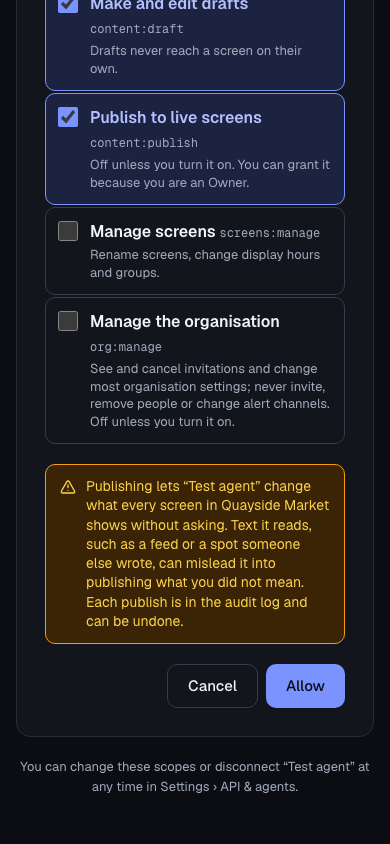 Make and edit drafts
content:draft
Drafts never reach a screen on their
own.
Publish to live screens
content:publish
Off unless you turn it on. You can grant it
because you are an Owner.
Manage screens screens:manage
Rename screens, change display hours
and groups.
Manage the organisation
org:manage
See and cancel invitations and change
most organisation settings; never invite,
remove people or change alert channels.
Off unless you turn it on.
Publishing lets “Test agent” change
what every screen in Quayside Market
shows without asking. Text it reads,
such as a feed or a spot someone
else wrote, can mislead it into
publishing what you did not mean.
Each publish is in the audit log and
can be undone.
Cancel
Allow
You can change these scopes or disconnect “Test agent” at
any time in Settings › API & agents.